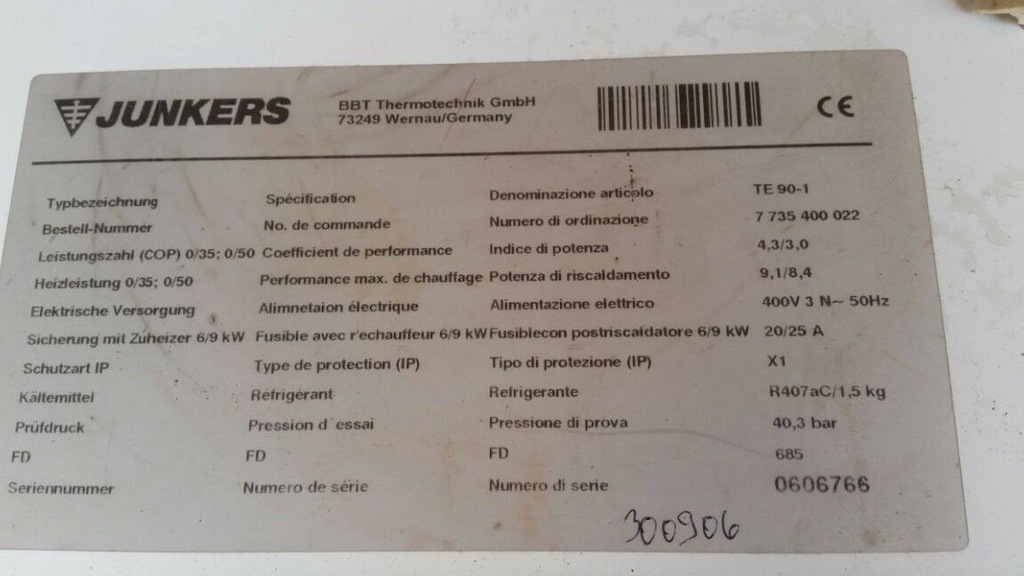 JUNKERS BBT Thermotechnik GmbH CE
73249 Wernau/Germany
Typbezeichnung Spécification Denominazione articolo TE 90-1
Bestell-Nummer No. de commande Numero di ordinazione 7 735 400 022
Leistungszahl (COP) 0/35; 0/50 Coefficient de performance Indice di potenza 4,3/3,0
Heizleistung 0/35; 0/50 Performance max. de chauffage Potenza di riscaldamento 9,1/8,4
Elektrische Versorgung Alimnetaion électrique Alimentazione elettrico 400V 3 N~ 50Hz
Sicherung mit Zuheizer 6/9 kW Fusible avec r'echauffeur 6/9 kW Fusiblecon postriscaldatore 6/9 kW 20/25 A
Schutzart IP Type de protection (IP) Tipo di protezione (IP) X1
Kältemittel Réfrigérant Refrigerante R407aC/1,5 kg
Prüfdruck Pression d´essai Pressione di prova 40,3 bar
FD FD FD 685
Seriennummer Numero de série Numero di serie 0606766
300906